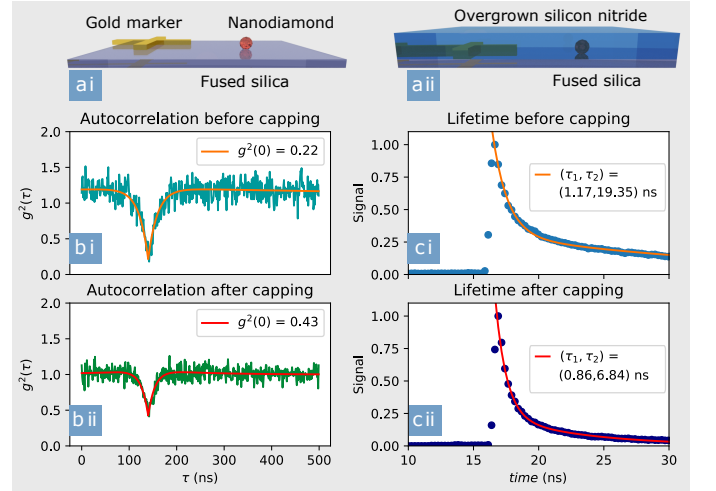 Gold marker
Nanodiamond
Fused silica
a i
Overgrown silicon nitride
Fused silica
a ii
Autocorrelation before capping
2.0
1.5
1.0
0.5
0.0
g²(τ)
g²(0) = 0.22
b i
Lifetime before capping
1.00
0.75
0.50
0.25
0.00
Signal
(τ₁, τ₂) =
(1.17,19.35) ns
c i
10
15
20
25
30
Autocorrelation after capping
2.0
1.5
1.0
0.5
0.0
g²(τ)
g²(0) = 0.43
b ii
0
100
200
300
400
500
τ (ns)
Lifetime after capping
1.00
0.75
0.50
0.25
0.00
Signal
(τ₁, τ₂) =
(0.86,6.84) ns
c ii
10
15
20
25
30
time (ns)